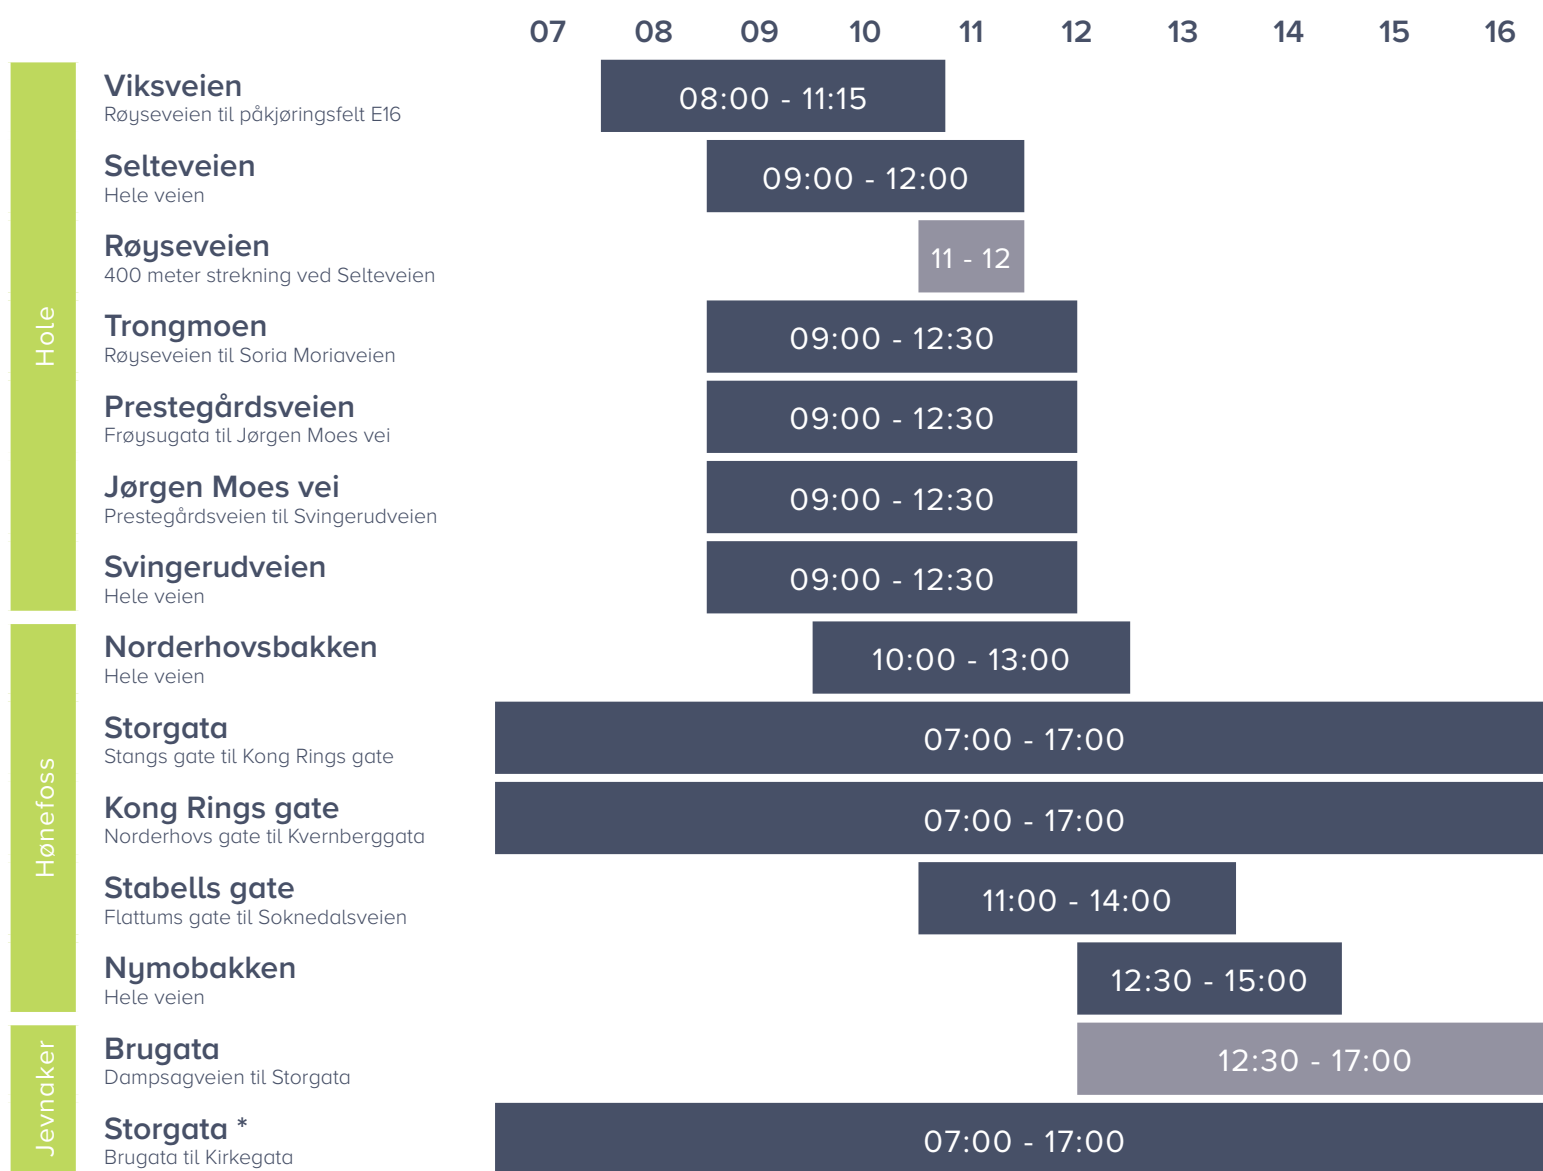 07 08 09 10 11 12 13 14 15 16
Hole
Viksveien
Røyseveien til påkjøringsfelt E16
08:00 - 11:15
Selteveien
Hele veien
09:00 - 12:00
Røyseveien
400 meter strekning ved Selteveien
11 - 12
Trongmoen
Røyseveien til Soria Moriaveien
09:00 - 12:30
Prestegårdsveien
Frøysugata til Jørgen Moes vei
09:00 - 12:30
Jørgen Moes vei
Prestegårdsveien til Svingerudveien
09:00 - 12:30
Svingerudveien
Hele veien
09:00 - 12:30
Hønefoss
Norderhovsbakken
Hele veien
10:00 - 13:00
Storgata
Stangs gate til Kong Rings gate
07:00 - 17:00
Kong Rings gate
Norderhovs gate til Kvernberggata
07:00 - 17:00
Stabells gate
Flattums gate til Soknedalsveien
11:00 - 14:00
Nymobakken
Hele veien
12:30 - 15:00
Jevnaker
Brugata
Dampsagveien til Storgata
12:30 - 17:00
Storgata *
Brugata til Kirkegata
07:00 - 17:00